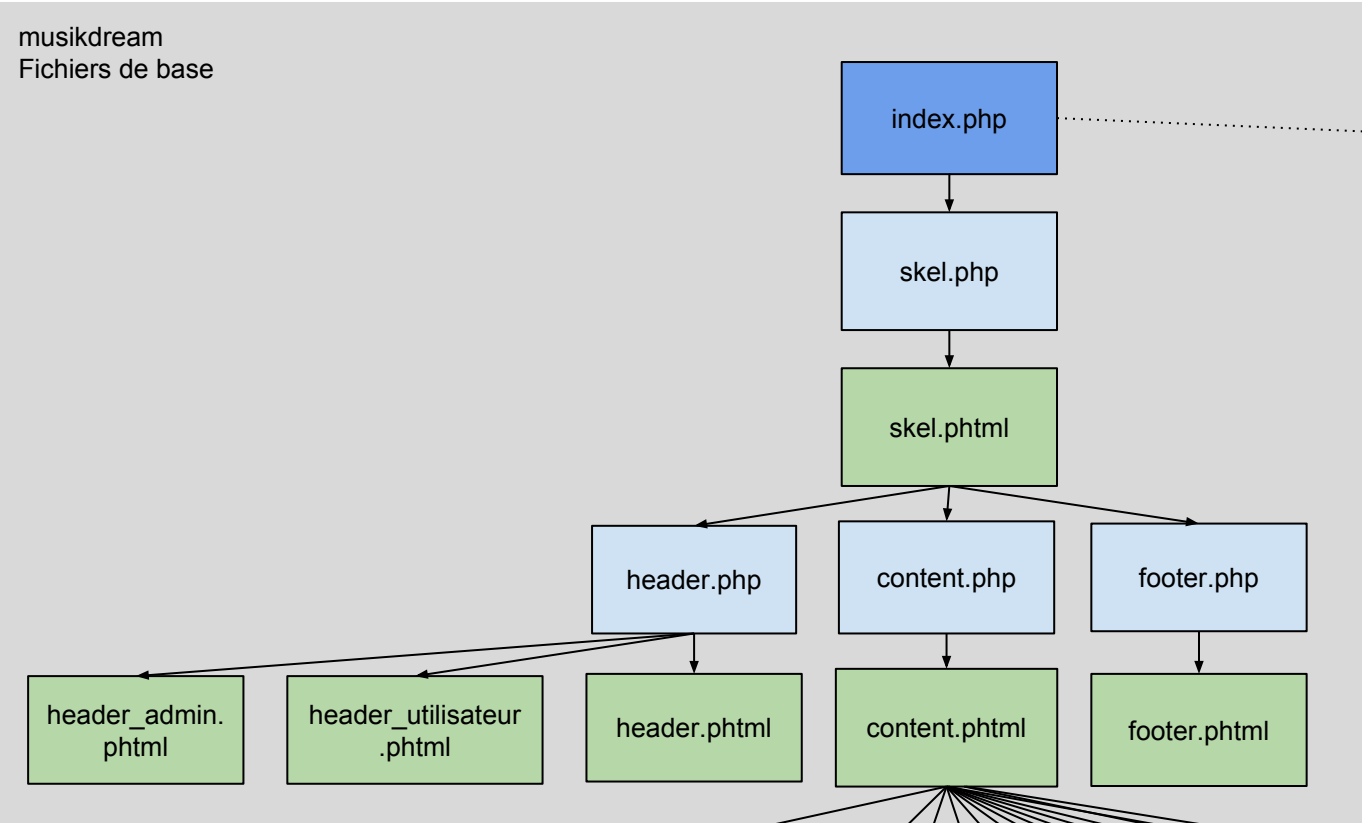 musikdream
Fichiers de base
index.php
skel.php
skel.phtml
header.php
content.php
footer.php
header_admin.
phtml
header_utilisateur
.phtml
header.phtml
content.phtml
footer.phtml